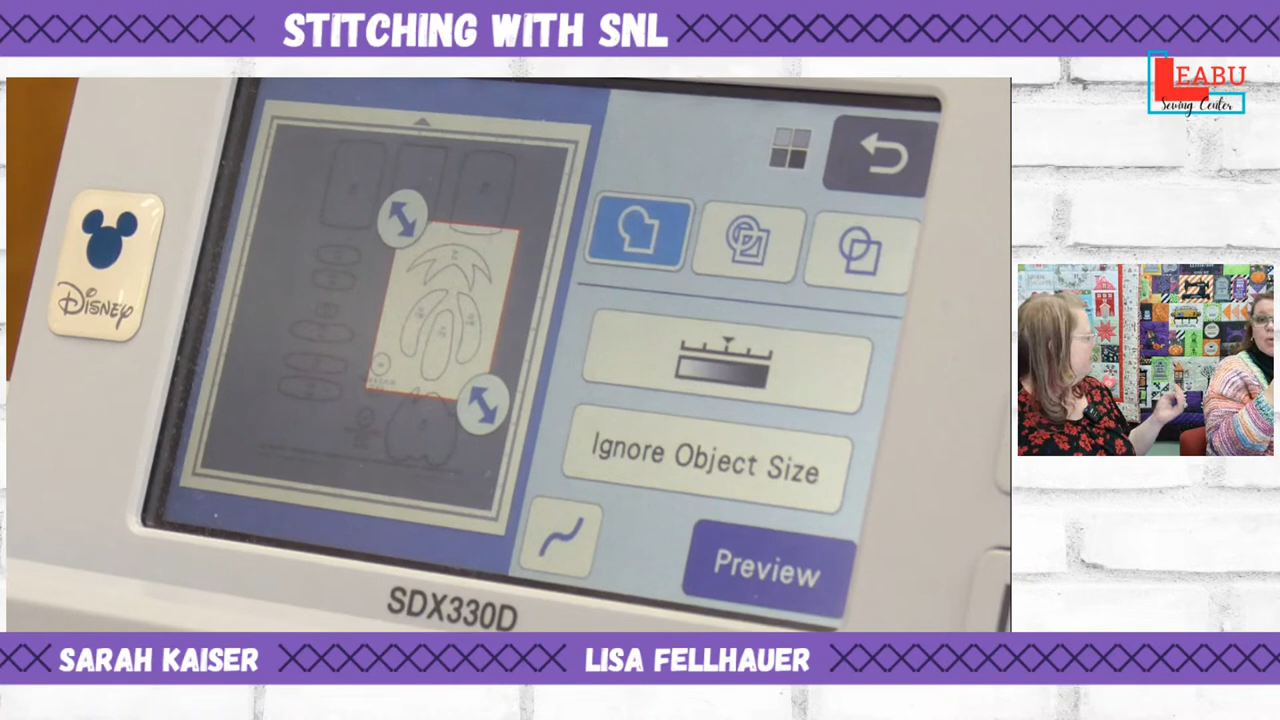 STITCHING WITH SNL
LEABU
Sewing Center
DISNEY
Ignore Object Size
Preview
SDX330D
SARAH KAISER
LISA FELLHAUER